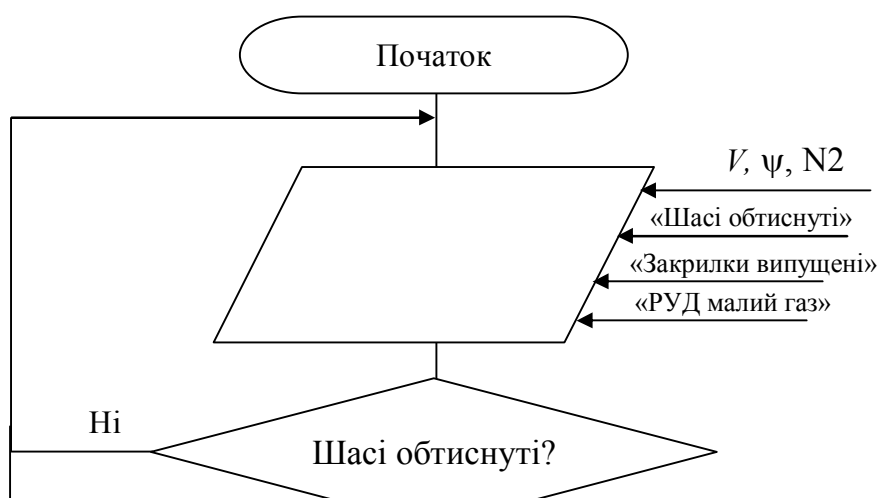 Початок
V, ψ, N2
«Шасі обтиснуті»
«Закрилки випущені»
«РУД малий газ»
Ні
Шасі обтиснуті?